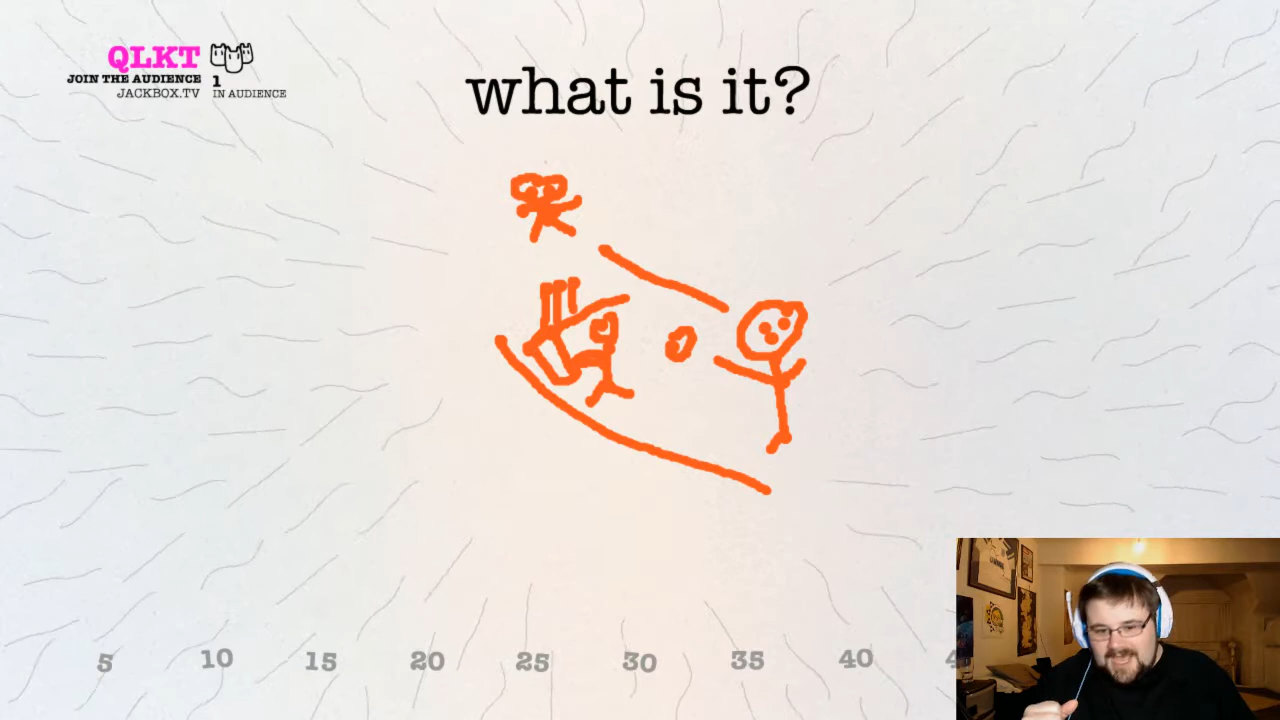 QLKT
JOIN THE AUDIENCE 1
JACKBOX.TV IN AUDIENCE
what is it?
5 10 15 20 25 30 35 40